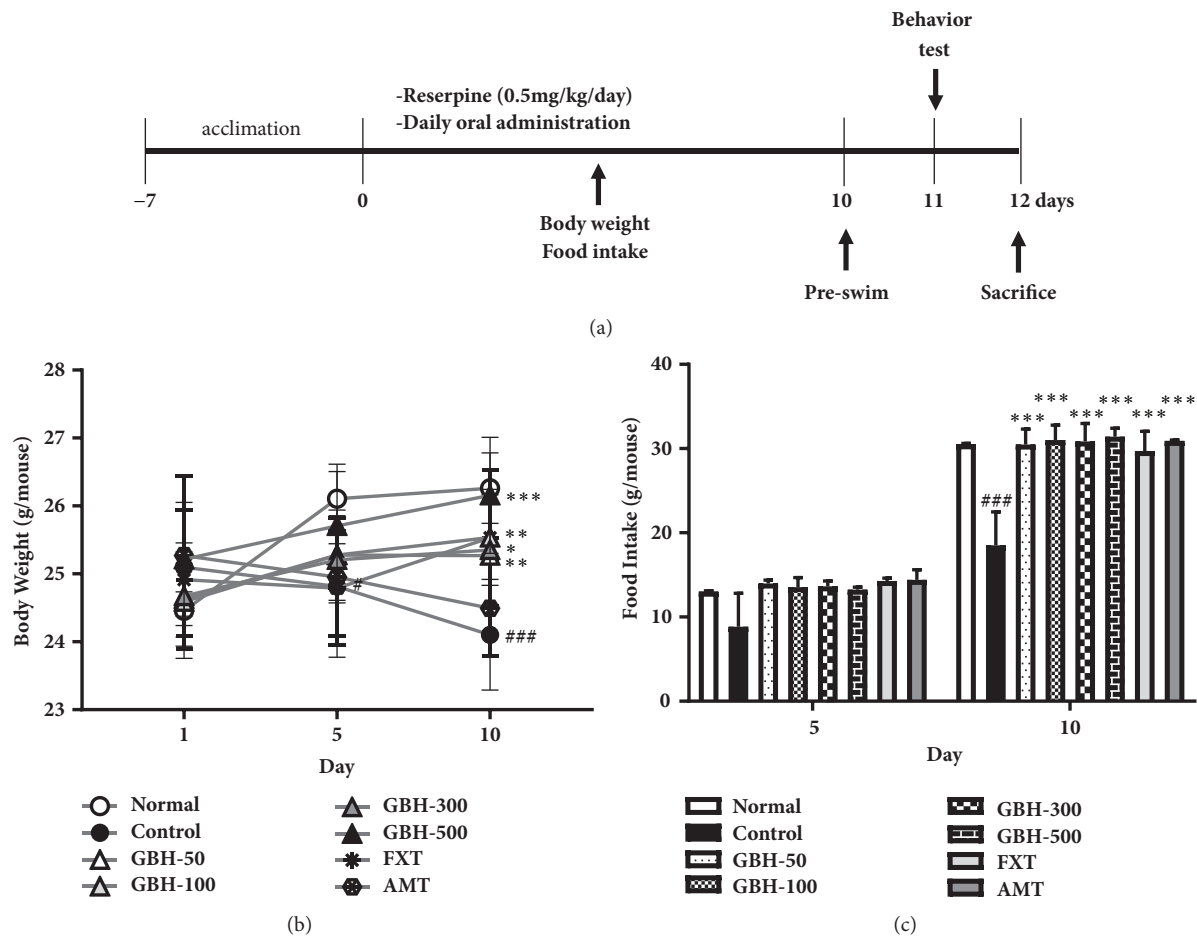 Behavior
test
-Reserpine (0.5mg/kg/day)
-Daily oral administration
acclimation
−7
0
10
11
12 days
Body weight
Food intake
Pre-swim
Sacrifice
(a)
28
27
26
25
24
23
Body Weight (g/mouse)
#
***
**
*
**
###
1
5
10
Day
Normal
Control
GBH-50
GBH-100
GBH-300
GBH-500
FXT
AMT
(b)
40
30
20
10
0
Food Intake (g/mouse)
###
***
***
***
***
***
***
5
10
Day
Normal
Control
GBH-50
GBH-100
GBH-300
GBH-500
FXT
AMT
(c)